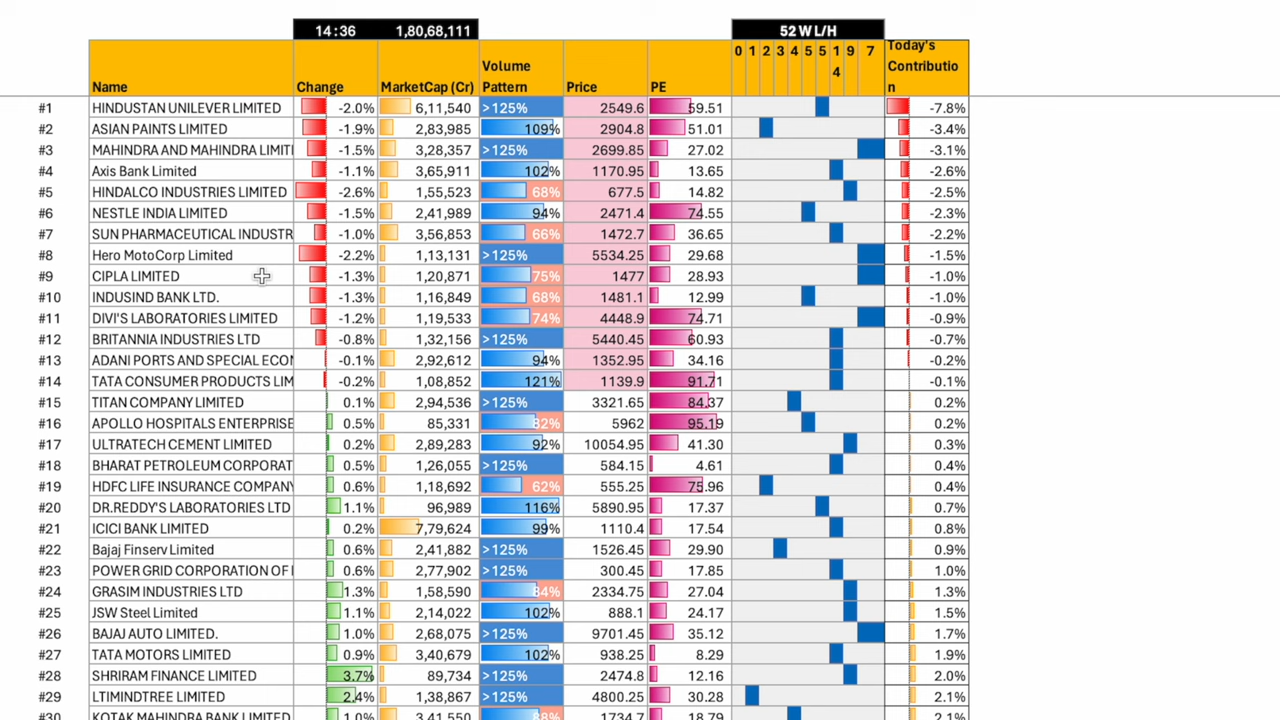 14:36 1,80,68,111 52 W L/H
Name Change MarketCap (Cr) Volume Pattern Price PE 0 1 2 3 4 5 5 14 9 7 Today's Contribution
#1 HINDUSTAN UNILEVER LIMITED -2.0% 6,11,540 >125% 2549.6 59.51 -7.8%
#2 ASIAN PAINTS LIMITED -1.9% 2,83,985 109% 2904.8 51.01 -3.4%
#3 MAHINDRA AND MAHINDRA LIMIT -1.5% 3,28,357 >125% 2699.85 27.02 -3.1%
#4 Axis Bank Limited -1.1% 3,65,911 102% 1170.95 13.65 -2.6%
#5 HINDALCO INDUSTRIES LIMITED -2.6% 1,55,523 68% 677.5 14.82 -2.5%
#6 NESTLE INDIA LIMITED -1.5% 2,41,989 94% 2471.4 74.55 -2.3%
#7 SUN PHARMACEUTICAL INDUSTR -1.0% 3,56,853 66% 1472.7 36.65 -2.2%
#8 Hero MotoCorp Limited -2.2% 1,13,131 >125% 5534.25 29.68 -1.5%
#9 CIPLA LIMITED -1.3% 1,20,871 75% 1477 28.93 -1.0%
#10 INDUSIND BANK LTD. -1.3% 1,16,849 68% 1481.1 12.99 -1.0%
#11 DIVI'S LABORATORIES LIMITED -1.2% 1,19,533 74% 4448.9 74.71 -0.9%
#12 BRITANNIA INDUSTRIES LTD -0.8% 1,32,156 >125% 5440.45 60.93 -0.7%
#13 ADANI PORTS AND SPECIAL ECON -0.1% 2,92,612 94% 1352.95 34.16 -0.2%
#14 TATA CONSUMER PRODUCTS LIM -0.2% 1,08,852 121% 1139.9 91.71 -0.1%
#15 TITAN COMPANY LIMITED 0.1% 2,94,536 >125% 3321.65 84.37 0.2%
#16 APOLLO HOSPITALS ENTERPRISE 0.5% 85,331 82% 5962 95.19 0.2%
#17 ULTRATECH CEMENT LIMITED 0.2% 2,89,283 92% 10054.95 41.30 0.3%
#18 BHARAT PETROLEUM CORPORAT 0.5% 1,26,055 >125% 584.15 4.61 0.4%
#19 HDFC LIFE INSURANCE COMPANY 0.6% 1,18,692 62% 555.25 75.96 0.4%
#20 DR.REDDY'S LABORATORIES LTD 1.1% 96,989 116% 5890.95 17.37 0.7%
#21 ICICI BANK LIMITED 0.2% 7,79,624 99% 1110.4 17.54 0.8%
#22 Bajaj Finserv Limited 0.6% 2,41,882 >125% 1526.45 29.90 0.9%
#23 POWER GRID CORPORATION OF I 0.6% 2,77,902 >125% 300.45 17.85 1.0%
#24 GRASIM INDUSTRIES LTD 1.3% 1,58,590 84% 2334.75 27.04 1.3%
#25 JSW Steel Limited 1.1% 2,14,022 102% 888.1 24.17 1.5%
#26 BAJAJ AUTO LIMITED. 1.0% 2,68,075 >125% 9701.45 35.12 1.7%
#27 TATA MOTORS LIMITED 0.9% 3,40,679 102% 938.25 8.29 1.9%
#28 SHRIRAM FINANCE LIMITED 3.7% 89,734 >125% 2474.8 12.16 2.0%
#29 LTIMINDTREE LIMITED 2.4% 1,38,867 >125% 4800.25 30.28 2.1%
#30 KOTAK MAHINDRA BANK LIMITED 1.0% 3,41,550 88% 1734.7 18.79 2.1%